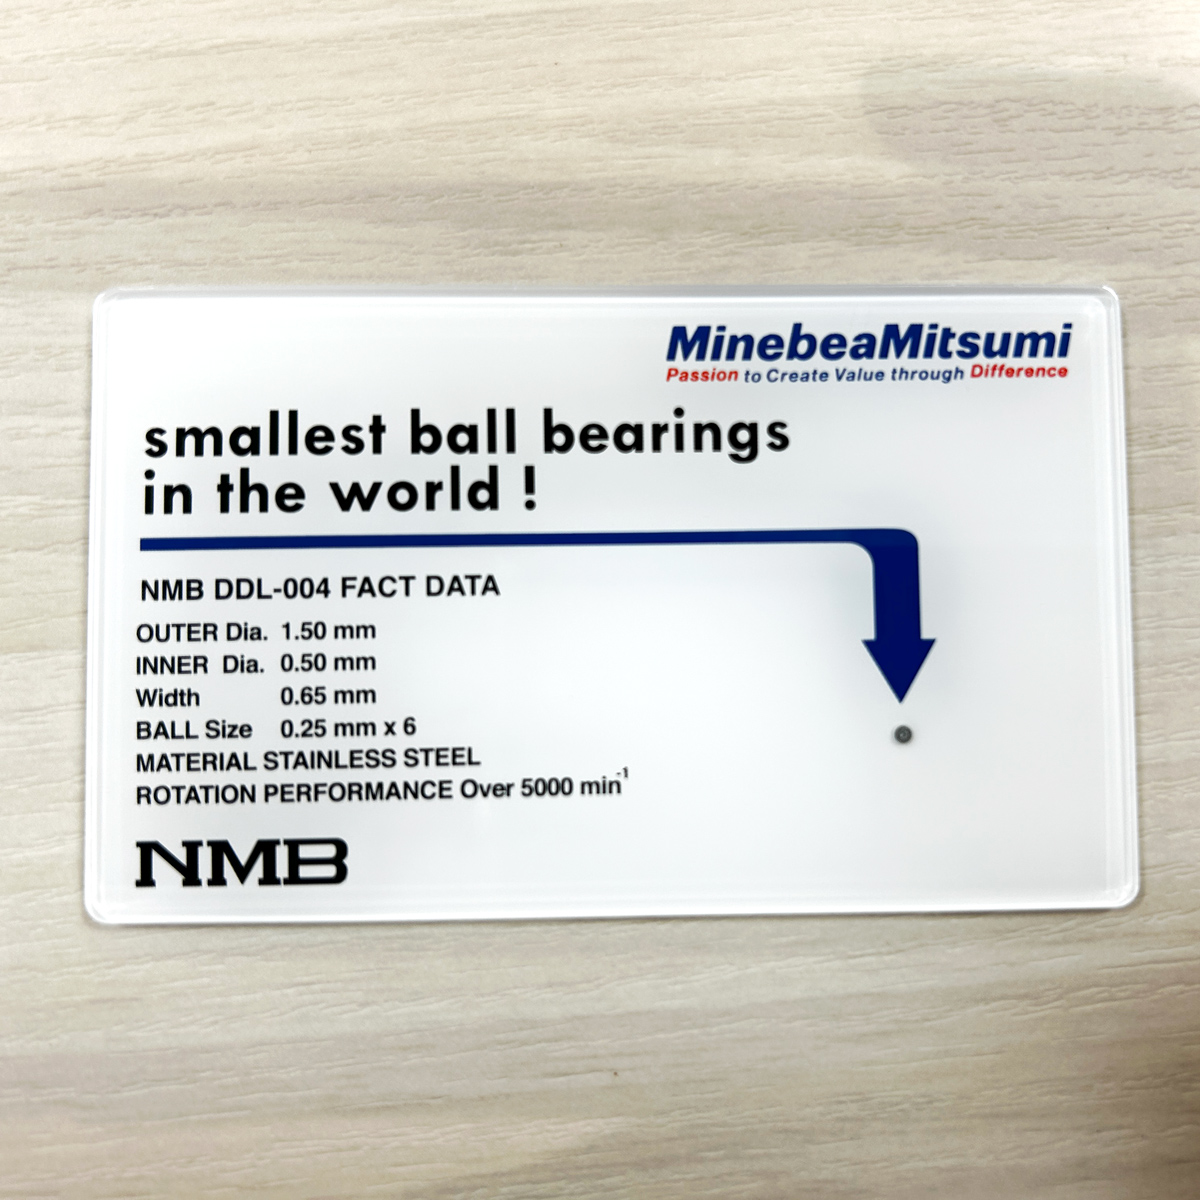 MinebeaMitsumi
Passion to Create Value through Difference
smallest ball bearings
in the world !
NMB DDL-004 FACT DATA
OUTER Dia. 1.50 mm
INNER Dia. 0.50 mm
Width 0.65 mm
BALL Size 0.25 mm x 6
MATERIAL STAINLESS STEEL
ROTATION PERFORMANCE Over 5000 min⁻¹
NMB